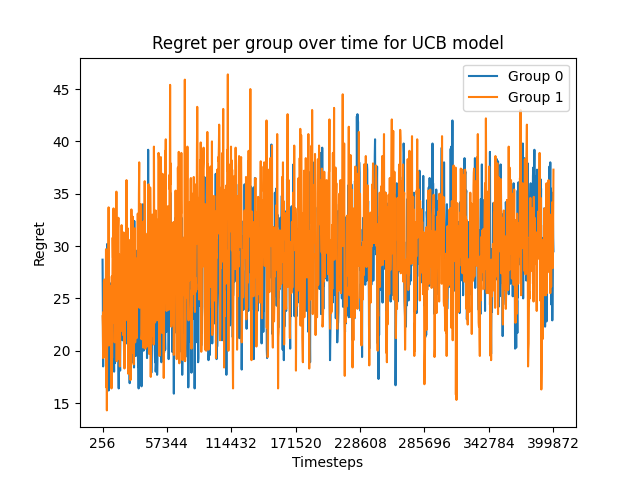 Regret per group over time for UCB model
Group 0
Group 1
45
40
35
30
25
20
15
Regret
256 57344 114432 171520 228608 285696 342784 399872
Timesteps